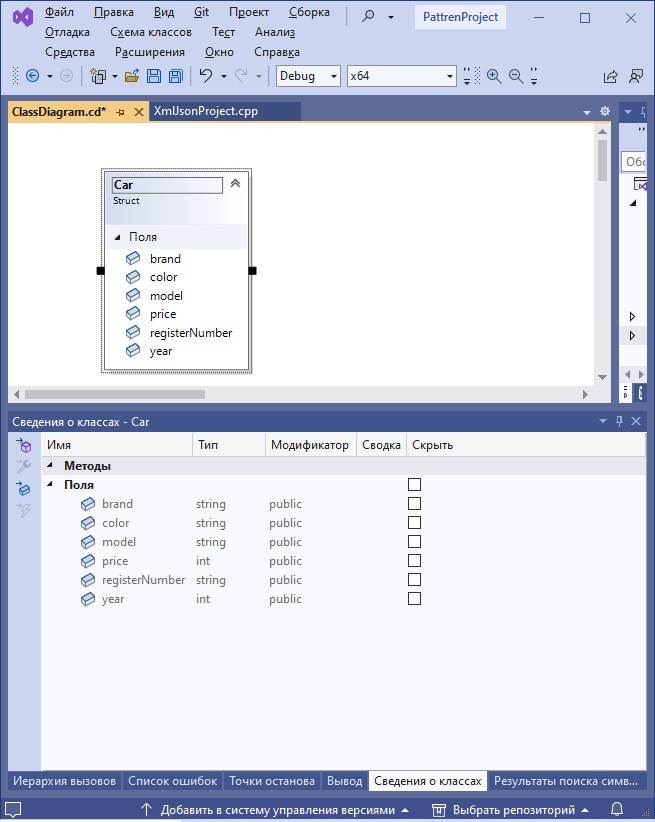 Файл Правка Вид Git Проект Сборка
PattrenProject
Отладка Схема классов Тест Анализ
Средства Расширения Окно Справка
Debug x64
ClassDiagram.cd* XmlJsonProject.cpp
Car
Struct
Поля
brand
color
model
price
registerNumber
year
Сведения о классах - Car
Имя Тип Модификатор Сводка Скрыть
Методы
Поля
brand string public
color string public
model string public
price int public
registerNumber string public
year int public
Иерархия вызовов Список ошибок Точки останова Вывод Сведения о классах Результаты поиска симв...
Добавить в систему управления версиями Выбрать репозиторий